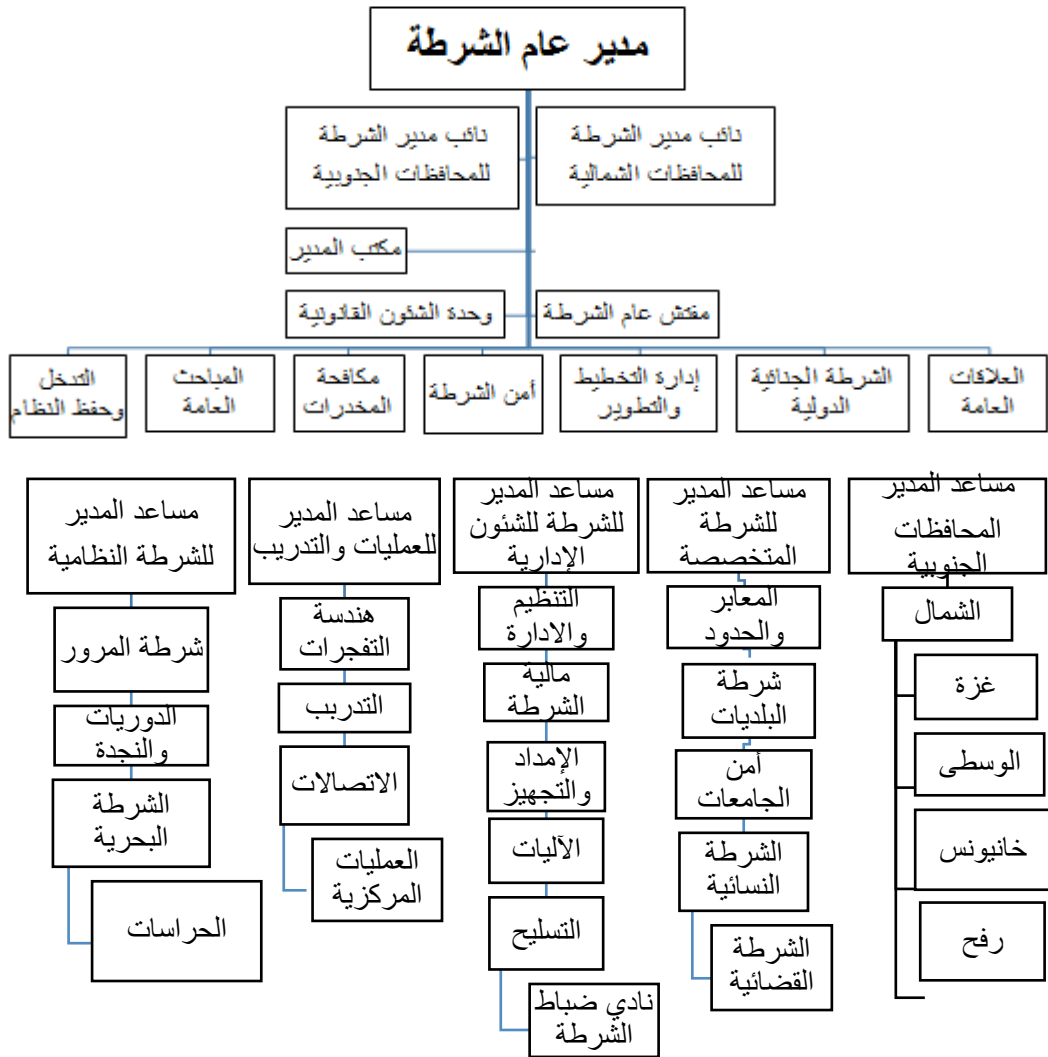 مدير عام الشرطة
نائب مدير الشرطة
للمحافظات الشمالية
نائب مدير الشرطة
للمحافظات الجنوبية
مكتب المدير
مفتش عام الشرطة
وحدة الشئون القانونية
العلاقات
العامة
الشرطة الجنائية
الدولية
إدارة التخطيط
والتطوير
أمن الشرطة
مكافحة
المخدرات
المباحث
العامة
التدخل
وحفظ النظام
مساعد المدير
المحافظات
الجنوبية
الشمال
غزة
الوسطى
خانيونس
رفح
مساعد المدير
للشرطة
المتخصصة
المعابر
والحدود
شرطة
البلديات
أمن
الجامعات
الشرطة
النسائية
الشرطة
القضائية
مساعد المدير
للشرطة للشئون
الإدارية
التنظيم
والادارة
مالية
الشرطة
الإمداد
والتجهيز
الآليات
التسليح
نادي ضباط
الشرطة
مساعد المدير
للعمليات والتدريب
هندسة
التفجرات
التدريب
الاتصالات
العمليات
المركزية
مساعد المدير
للشرطة النظامية
شرطة المرور
الدوريات
والنجدة
الشرطة
البحرية
الحراسات